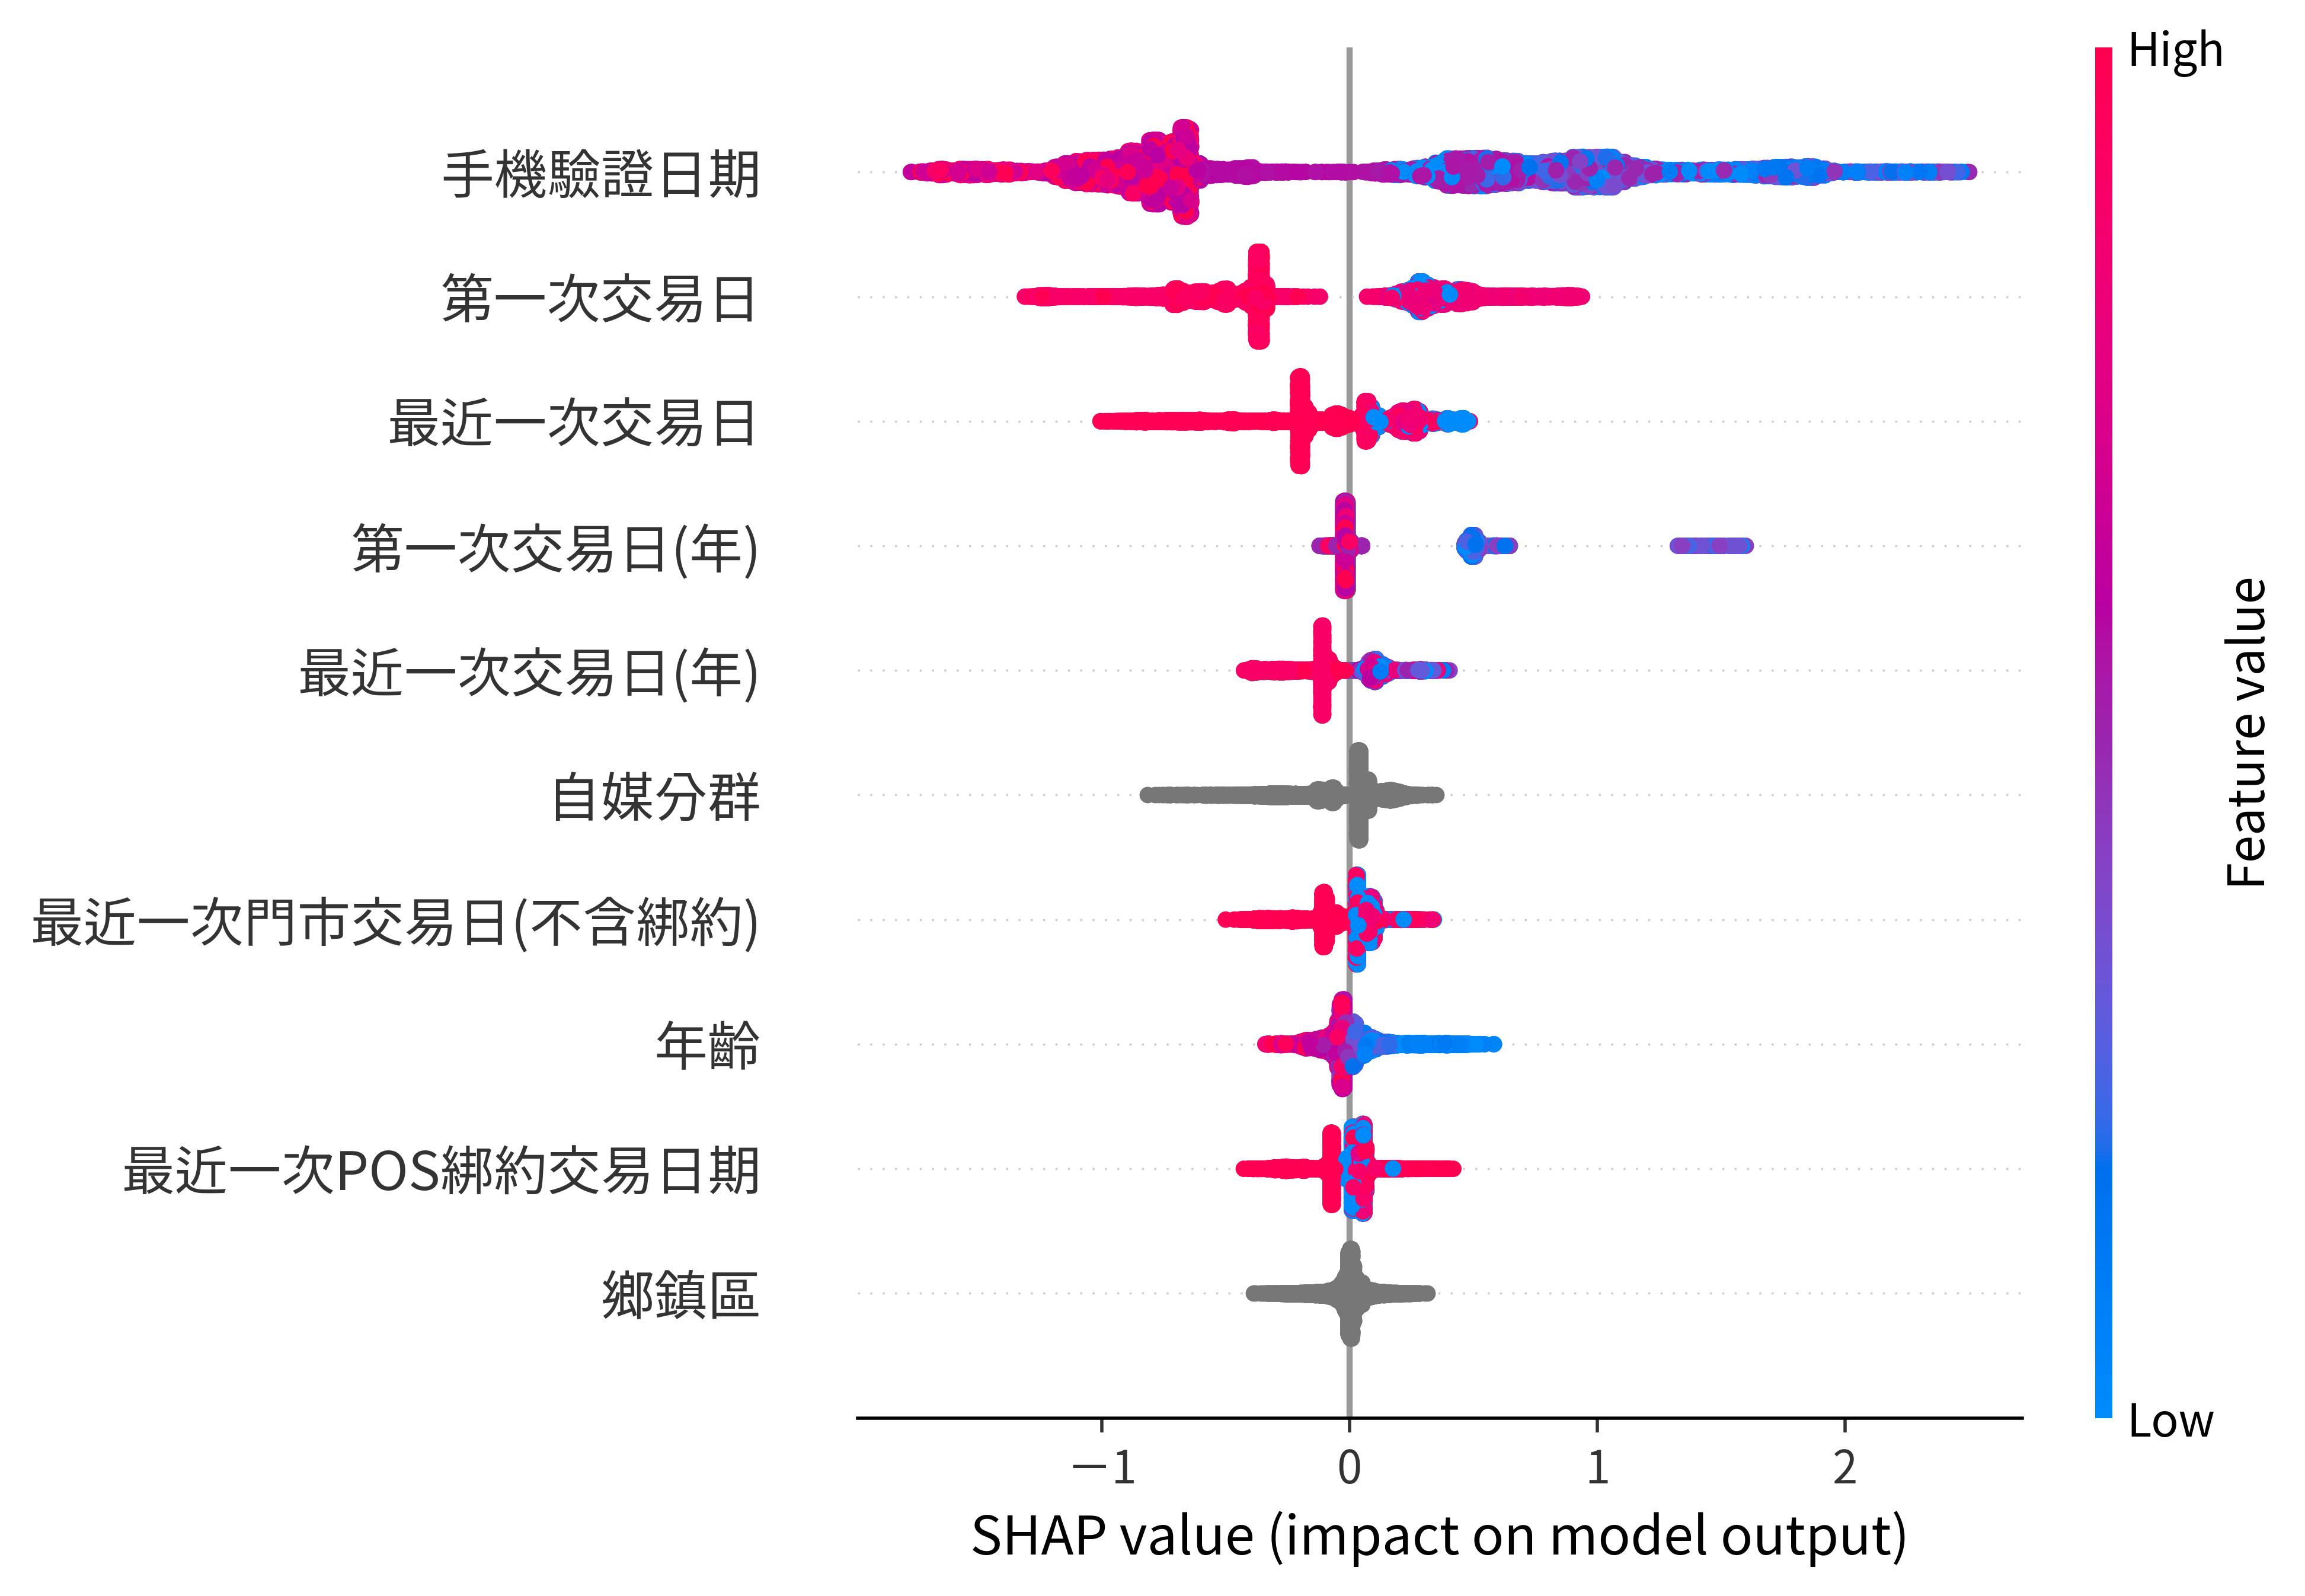 High
手機驗證日期
第一次交易日
最近一次交易日
第一次交易日(年)
最近一次交易日(年)
自媒分群
最近一次門市交易日(不含綁約)
年齡
最近一次POS綁約交易日期
鄉鎮區
Feature value
Low
−1 0 1 2
SHAP value (impact on model output)